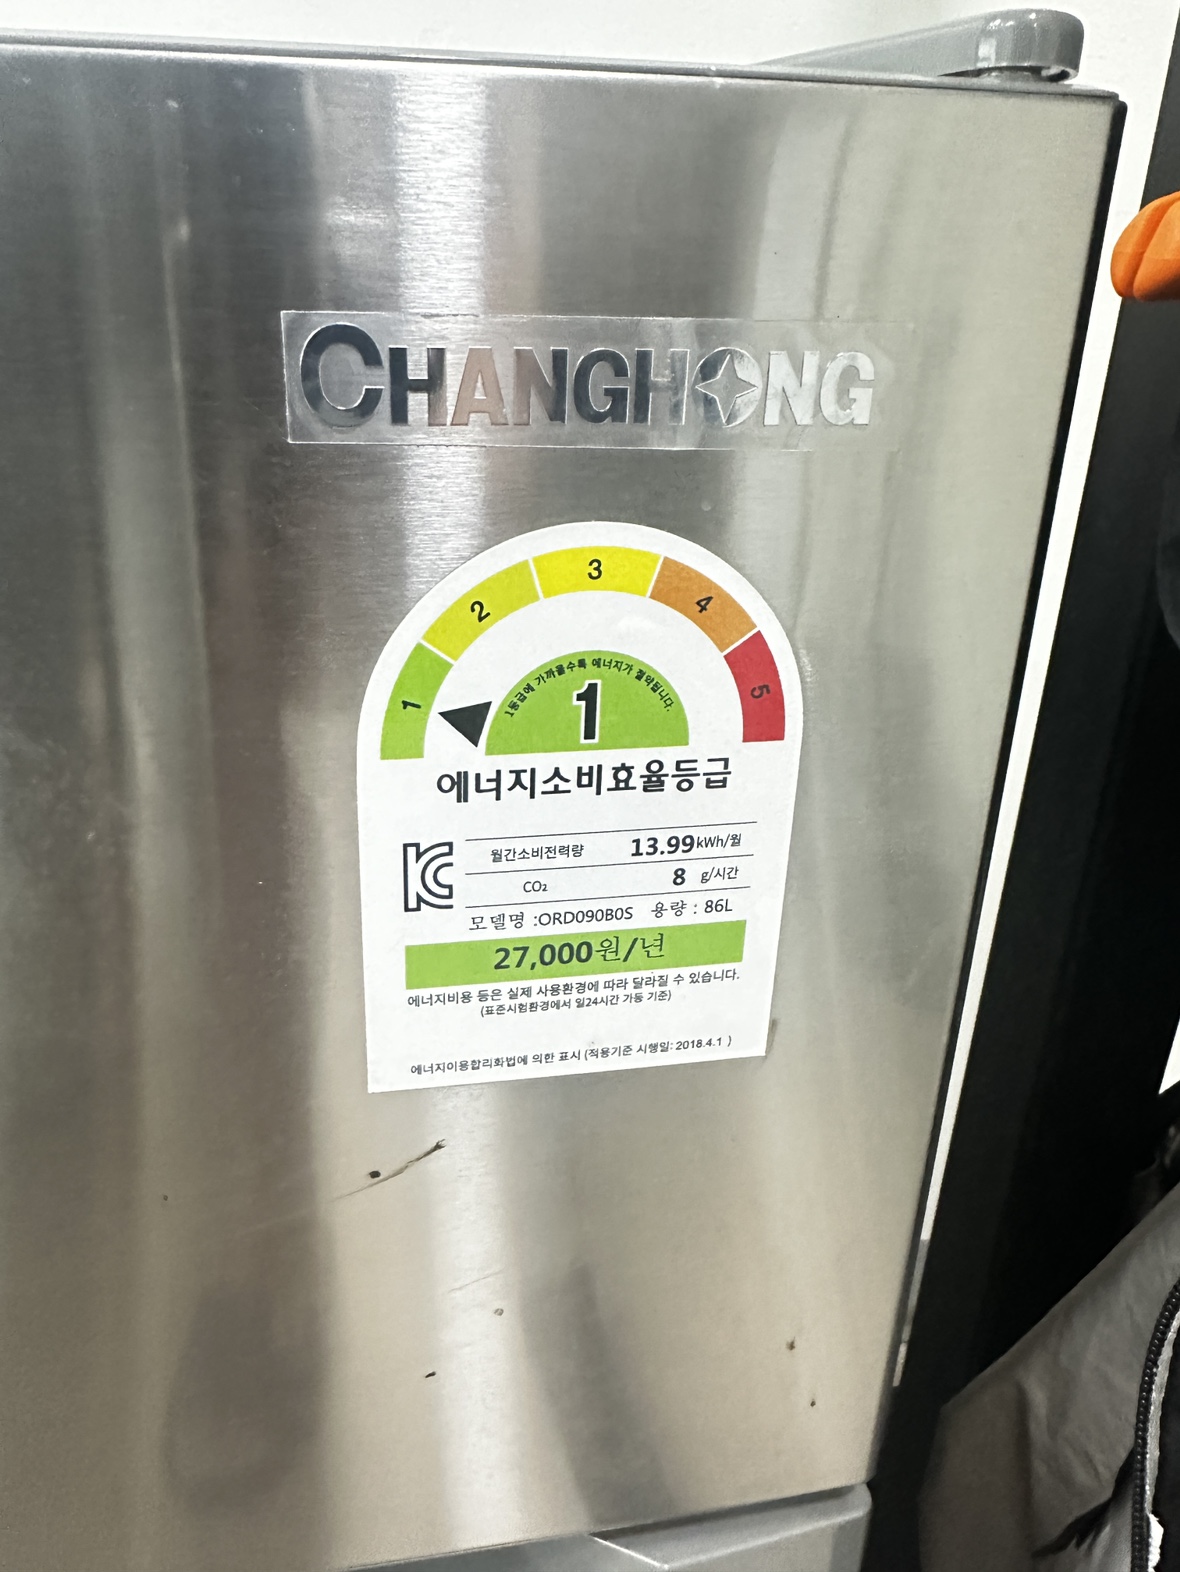 CHANGHONG
1 2 3 4 5
1등급에 가까울수록 에너지가 절약됩니다.
1
에너지소비효율등급
월간소비전력량 13.99kWh/월
CO₂ 8 g/시간
모델명 :ORD090B0S 용량 : 86L
27,000원/년
에너지비용 등은 실제 사용환경에 따라 달라질 수 있습니다.
(표준시험환경에서 일24시간 가동 기준)
에너지이용합리화법에 의한 표시 (적용기준 시행일: 2018.4.1 )